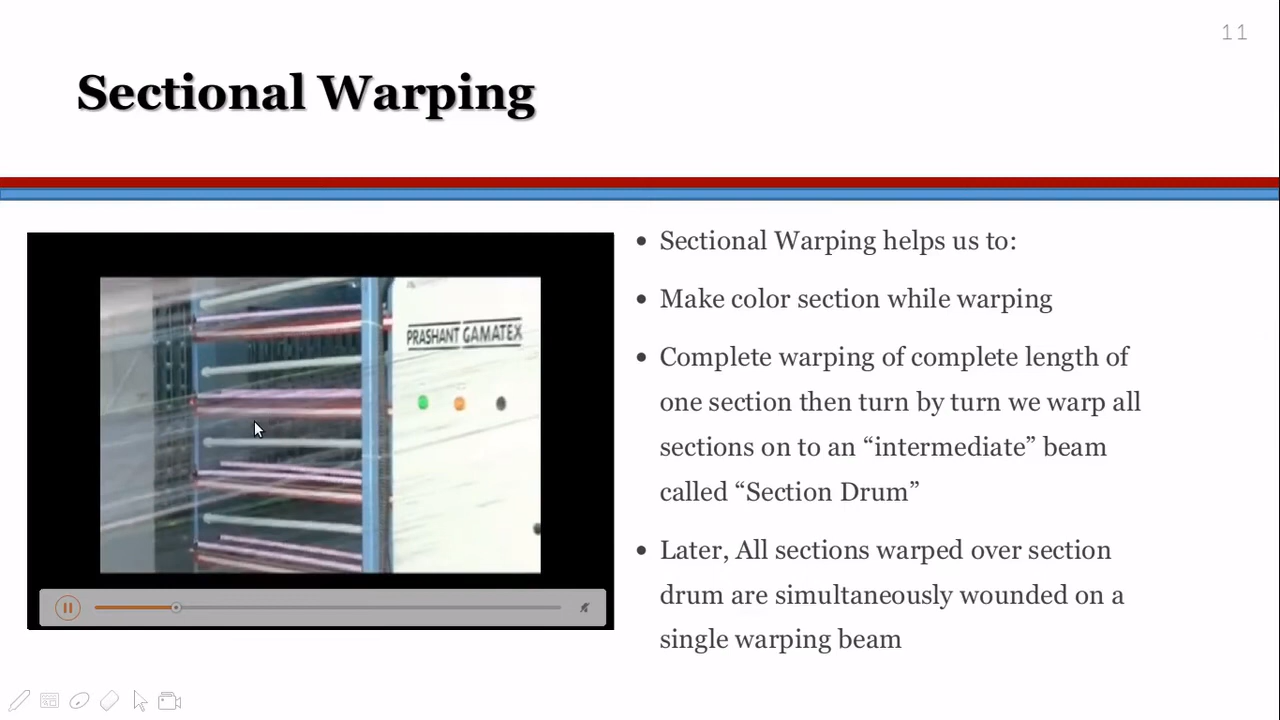 11
Sectional Warping
PRASHANT GAMATEX
• Sectional Warping helps us to:
• Make color section while warping
• Complete warping of complete length of
one section then turn by turn we warp all
sections on to an “intermediate” beam
called “Section Drum”
• Later, All sections warped over section
drum are simultaneously wounded on a
single warping beam